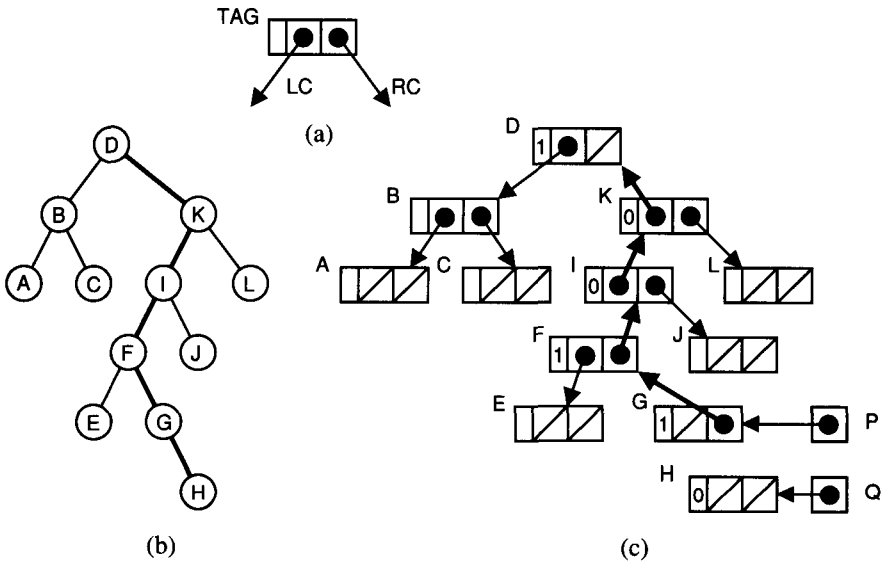 TAG
LC RC
(a)
D
B K
A C I L
F J
E G
H
(b)
D 1
B K 0
A C I 0 L
F 1 J
E G 1 P
H 0 Q
(c)